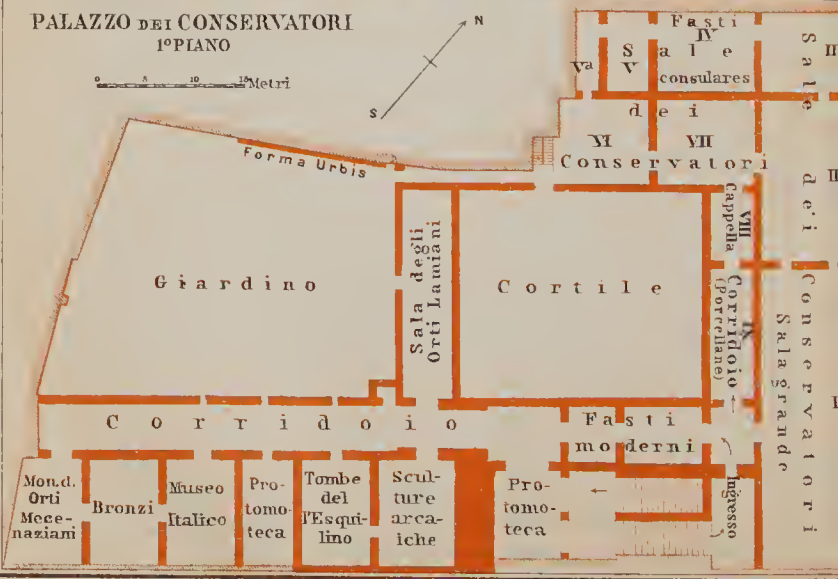 PALAZZO DEI CONSERVATORI
1º PIANO
N
S
0 5 10 15 Metri
Fasti
IV
consulares
Va
V
Sale
dei
Conservatori
VI
VII
Forma Urbis
VIII
Cappella
Sale dei Conservatori
II
I
Giardino
Sala degli
Orti Lamiani
Cortile
IX
Corridoio
(Porcellane)
Sala grande
Corridoio
Fasti
moderni
Ingresso
Mon.d.
Orti
Mece-
naziani
Bronzi
Museo
Italico
Pro-
tomo-
teca
Tombe
del
l'Esqui-
lino
Scul-
ture
arca-
iche
Pro-
tomo-
teca